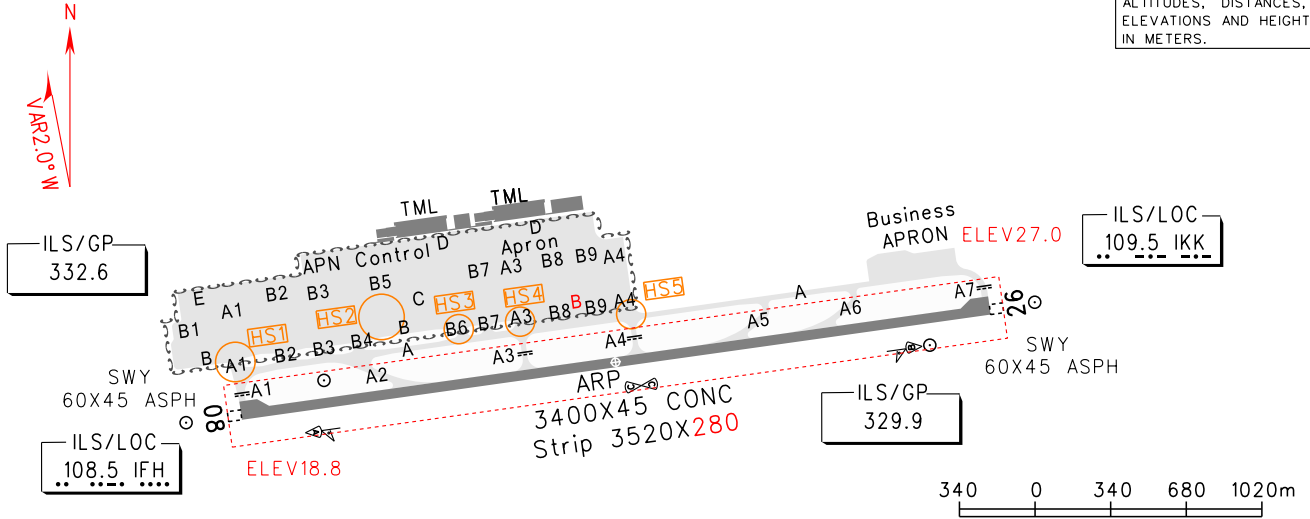 N
VAR2.0°W
ALTITUDES, DISTANCES,
ELEVATIONS AND HEIGHT
IN METERS.
ILS/GP
332.6
TML
TML
D
D
APN Control
Apron
Business
APRON
ELEV27.0
ILS/LOC
109.5 IKK
E
A1
B1
B2
B3
B5
C
B7
A3
B8
B9
A4
HS1
HS2
HS3
HS4
HS5
B
A1
B2
B3
B4
B
B6
B7
A3
B8
B
B9
A4
A
A
A1
A2
A3
A4
A5
A6
A7
26
08
SWY
60X45 ASPH
SWY
60X45 ASPH
ARP
3400X45 CONC
Strip 3520X280
ILS/LOC
108.5 IFH
ELEV18.8
ILS/GP
329.9
340 0 340 680 1020m